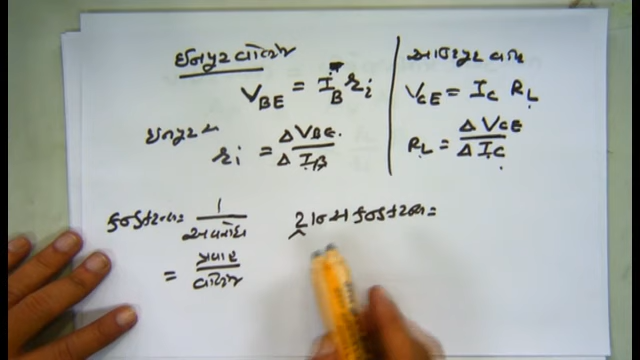 ઇનપુટ વોલ્ટેજ
V_BE = I_B r_i
ઇનપુટ અ
r_i = ΔV_BE / ΔI_B
આઉટપુટ વોલ્ટ
V_CE = I_C R_L
R_L = ΔV_CE / ΔI_C
કન્ડક્ટન્સ = 1 / અવરોધ
= પ્રવાહ / વોલ્ટેજ
ટ્રાન્સકન્ડક્ટન્સ =